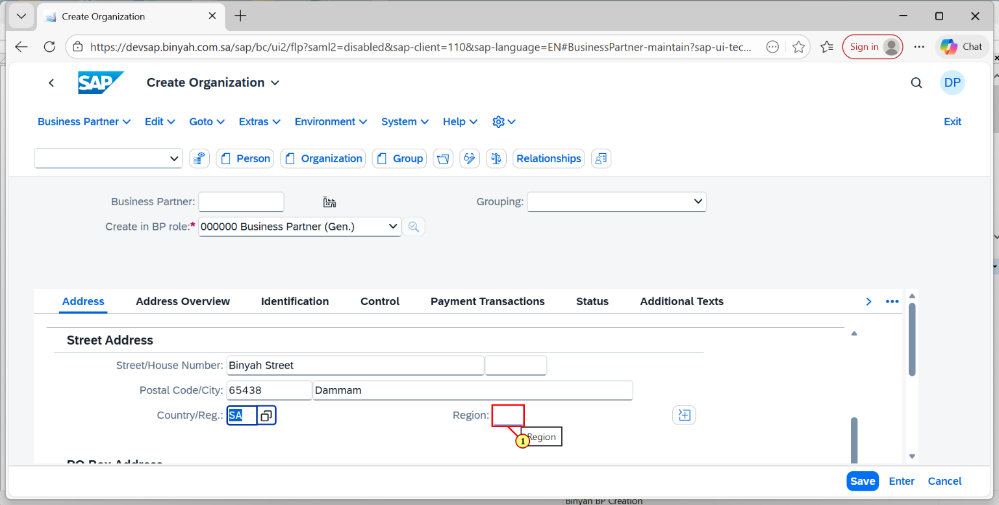 Create Organization
https://devsap.binyah.com.sa/sap/bc/ui2/flp?saml2=disabled&sap-client=110&sap-language=EN#BusinessPartner-maintain?sap-ui-tec...
Sign in
Chat
SAP
Create Organization
DP
Business Partner
Edit
Goto
Extras
Environment
System
Help
Exit
Person
Organization
Group
Relationships
Business Partner:
Grouping:
Create in BP role:* 000000 Business Partner (Gen.)
Address
Address Overview
Identification
Control
Payment Transactions
Status
Additional Texts
Street Address
Street/House Number: Binyah Street
Postal Code/City: 65438 Dammam
Country/Reg.: SA
Region:
1
Region
PO Box Address
Save
Enter
Cancel
Binyah BP Creation